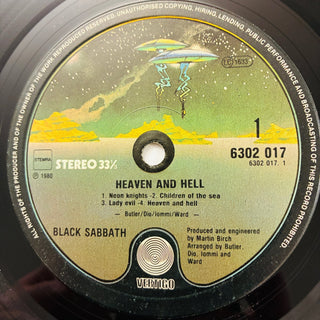 ALL RIGHTS OF THE PRODUCER AND OF THE OWNER OF THE WORK REPRODUCED RESERVED. UNAUTHORISED COPYING, HIRING, LENDING, PUBLIC PERFORMANCE AND BROADCASTING OF THIS RECORD PROHIBITED.
LC 1633
1
STEMRA
STEREO 33⅓
6302 017
6302 017. 1
℗ 1980
HEAVEN AND HELL
1. Neon knights -2. Children of the sea
3. Lady evil -4. Heaven and hell
- Butler/Dio/Iommi/Ward -
BLACK SABBATH
Produced and engineered
by Martin Birch
Arranged by Butler,
Dio, Iommi and
Ward
VERTIGO